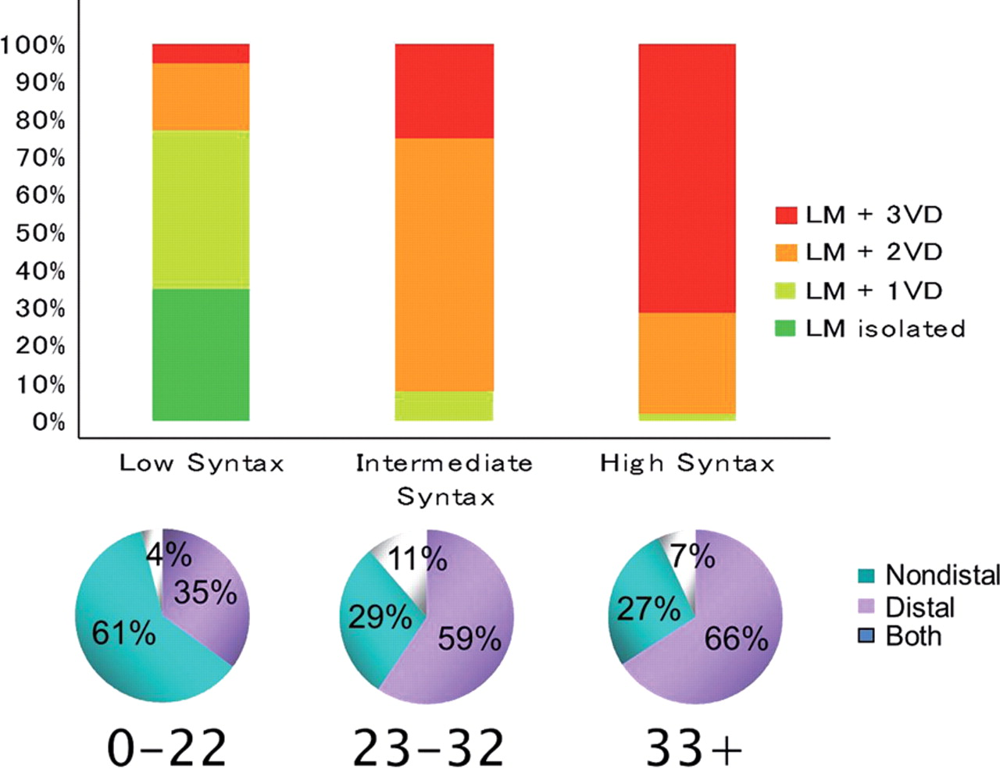 100%
90%
80%
70%
60%
50%
40%
30%
20%
10%
0%
LM + 3VD
LM + 2VD
LM + 1VD
LM isolated
Low Syntax
Intermediate
Syntax
High Syntax
4%
35%
61%
11%
29%
59%
7%
27%
66%
Nondistal
Distal
Both
0-22
23-32
33+